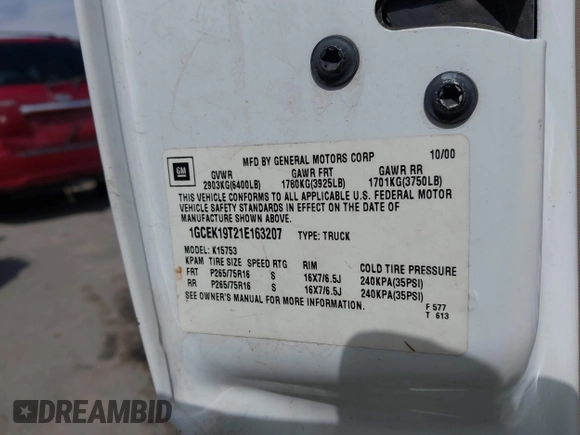 MFD BY GENERAL MOTORS CORP 10/00
GM
GVWR GAWR FRT GAWR RR
2903KG(6400LB) 1780KG(3925LB) 1701KG(3750LB)
THIS VEHICLE CONFORMS TO ALL APPLICABLE U.S. FEDERAL MOTOR
VEHICLE SAFETY STANDARDS IN EFFECT ON THE DATE OF
MANUFACTURE SHOWN ABOVE.
1GCEK19T21E163207 TYPE: TRUCK
MODEL: K15753
KPAM TIRE SIZE SPEED RTG RIM COLD TIRE PRESSURE
FRT P265/75R16 S 16X7/6.5J 240KPA(35PSI)
RR P265/75R16 S 16X7/6.5J 240KPA(35PSI)
SEE OWNER'S MANUAL FOR MORE INFORMATION.
F 577
T 613
DREAMBID